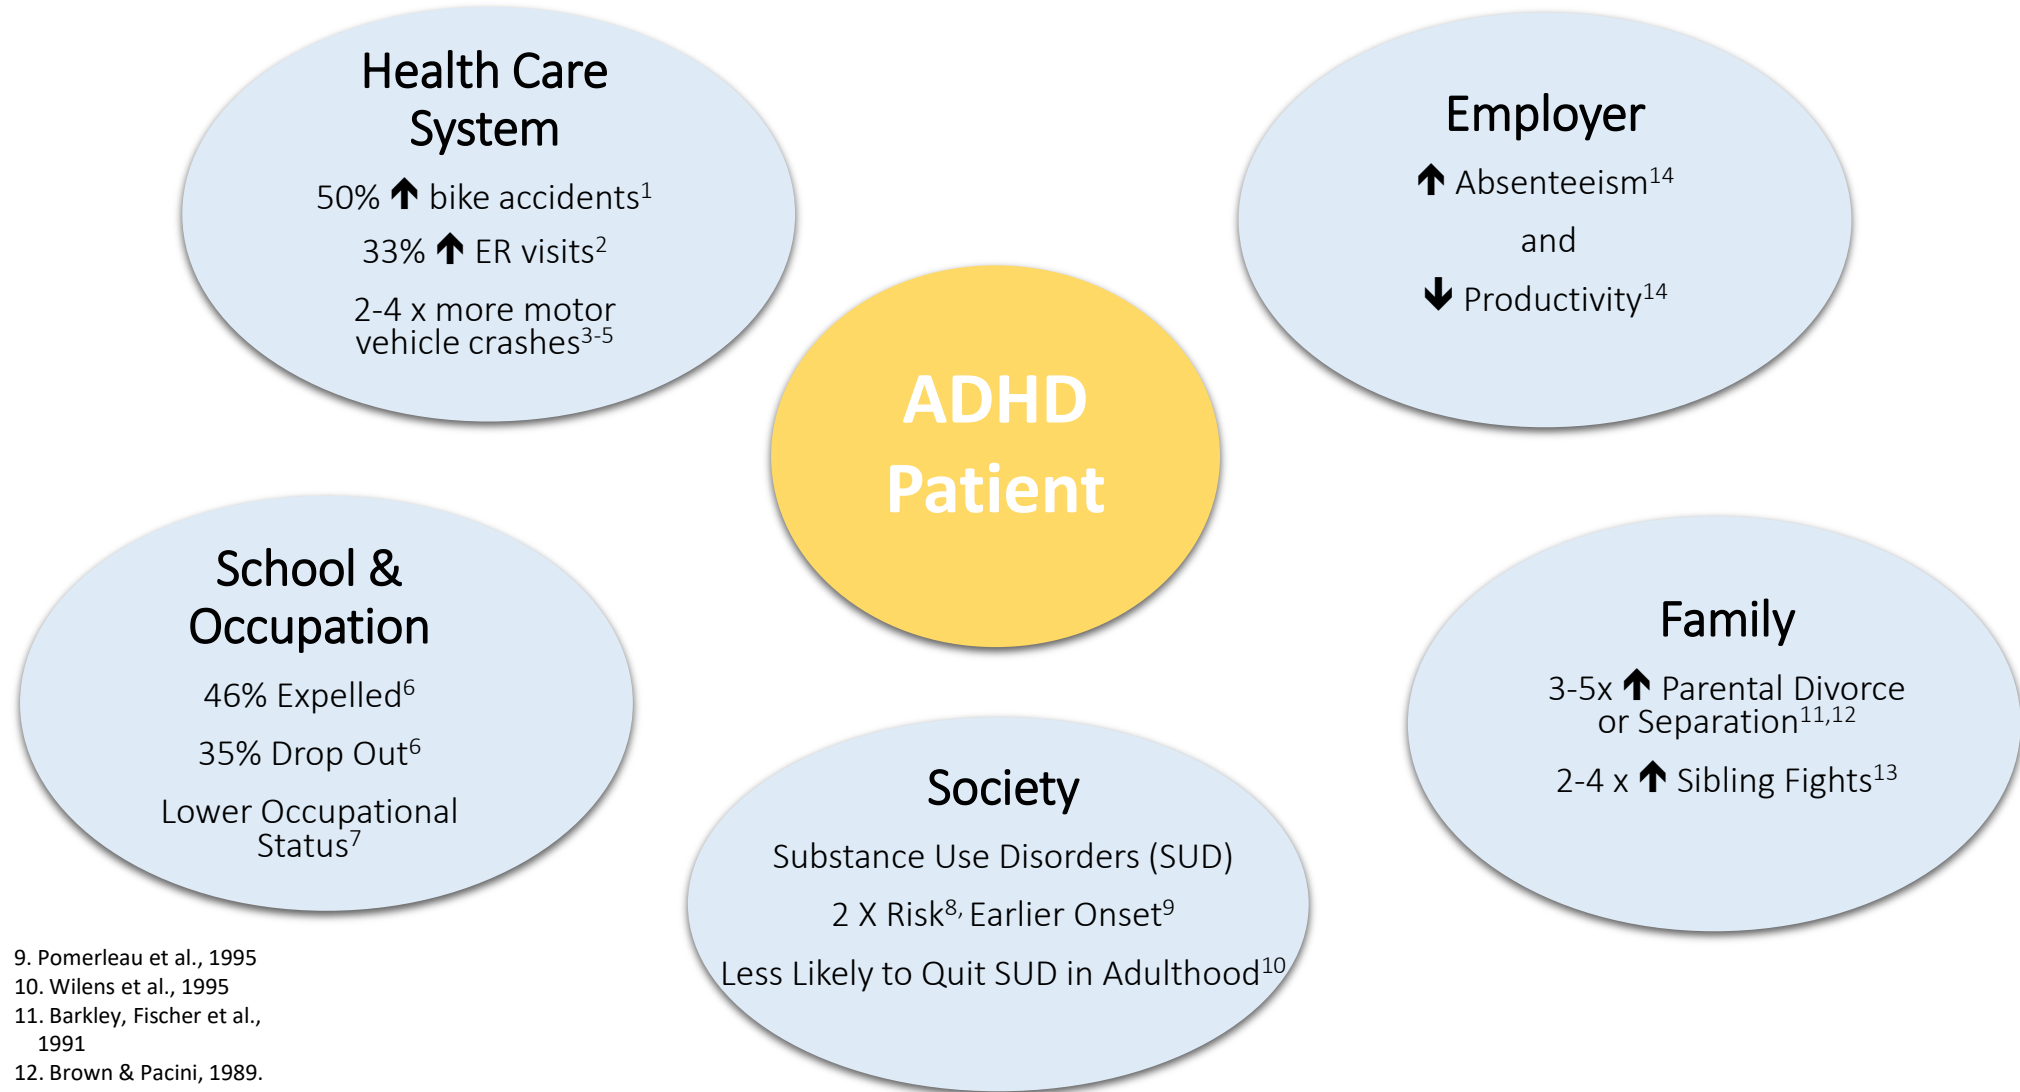 Health Care
System
50% 🡹 bike accidents¹
33% 🡹 ER visits²
2-4 x more motor
vehicle crashes³⁻⁵
Employer
🡹 Absenteeism¹⁴
and
🡻 Productivity¹⁴
ADHD
Patient
School &
Occupation
46% Expelled⁶
35% Drop Out⁶
Lower Occupational
Status⁷
Family
3-5x 🡹 Parental Divorce
or Separation¹¹,¹²
2-4 x 🡹 Sibling Fights¹³
Society
Substance Use Disorders (SUD)
2 X Risk⁸, Earlier Onset⁹
Less Likely to Quit SUD in Adulthood¹⁰
9. Pomerleau et al., 1995
10. Wilens et al., 1995
11. Barkley, Fischer et al.,
1991
12. Brown & Pacini, 1989.